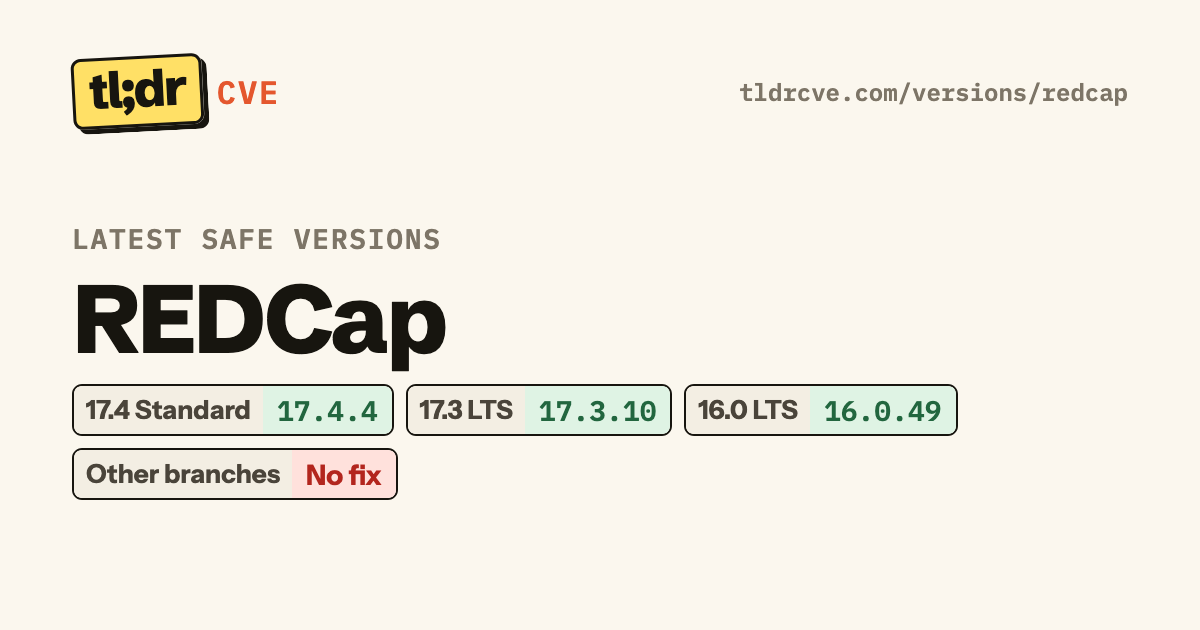 tl;dr CVE
tldrcve.com/versions/redcap
LATEST SAFE VERSIONS
REDCap
17.4 Standard 17.4.4 17.3 LTS 17.3.10 16.0 LTS 16.0.49
Other branches No fix